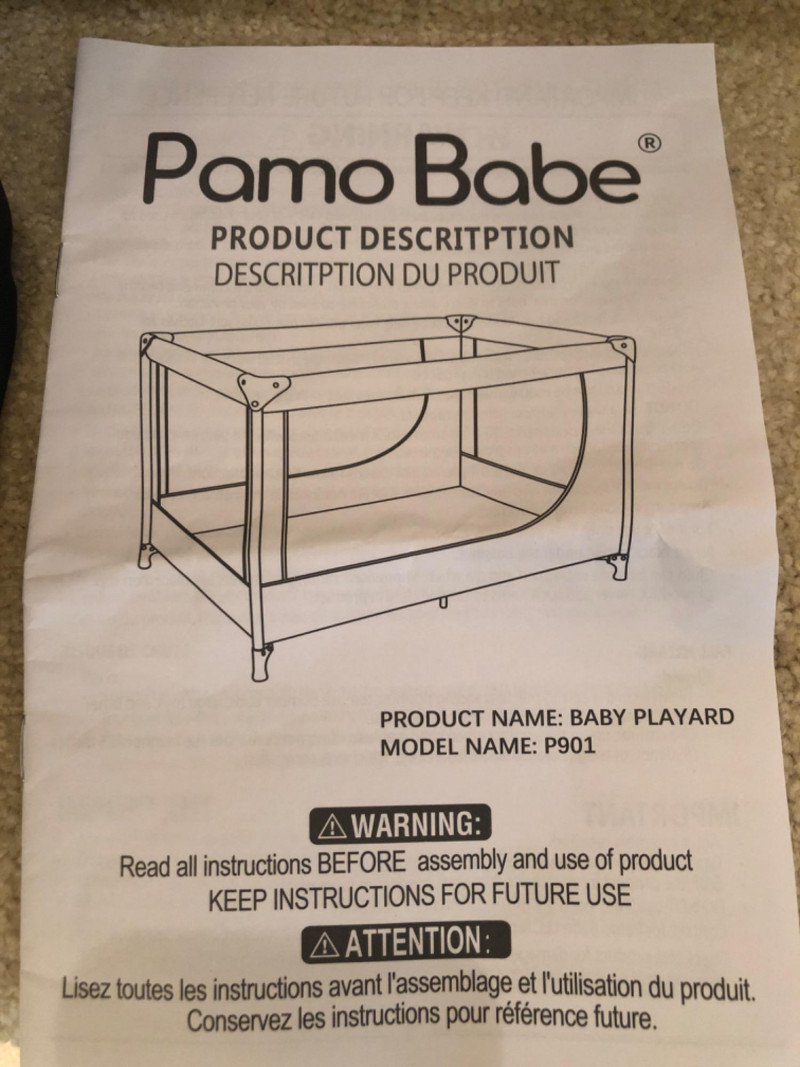 Pamo Babe®
PRODUCT DESCRITPTION
DESCRITPTION DU PRODUIT
PRODUCT NAME: BABY PLAYARD
MODEL NAME: P901
⚠WARNING:
Read all instructions BEFORE assembly and use of product
KEEP INSTRUCTIONS FOR FUTURE USE
⚠ATTENTION:
Lisez toutes les instructions avant l'assemblage et l'utilisation du produit.
Conservez les instructions pour référence future.